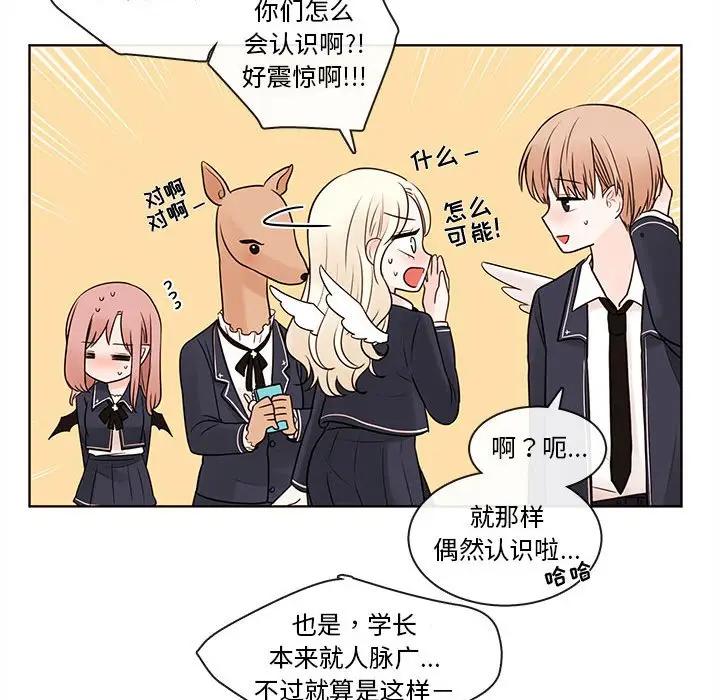 你们怎么
会认识啊?!
好震惊啊!!!
什么－
怎么
可能!
对啊
对啊－
???
啊？呃...
就那样
偶然认识啦...
哈哈
也是，学长
本来就人脉广...
不过就算是这样－